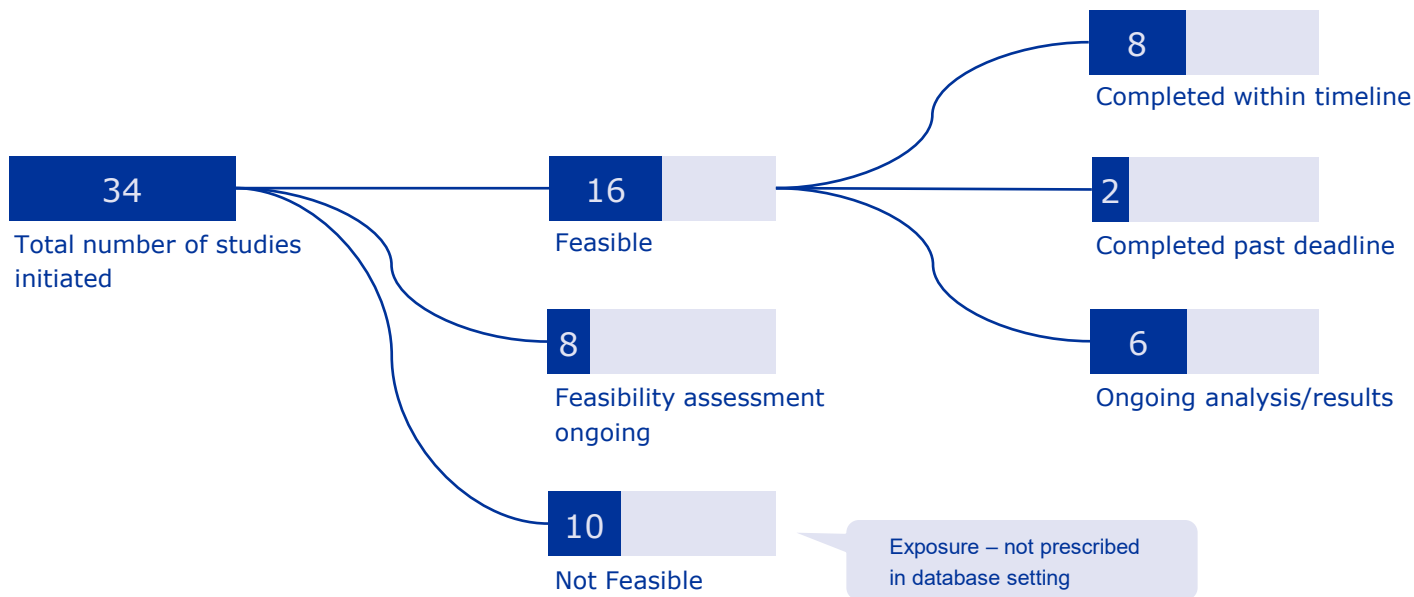 34
Total number of studies
initiated
16
Feasible
8
Feasibility assessment
ongoing
10
Not Feasible
Exposure – not prescribed
in database setting
8
Completed within timeline
2
Completed past deadline
6
Ongoing analysis/results